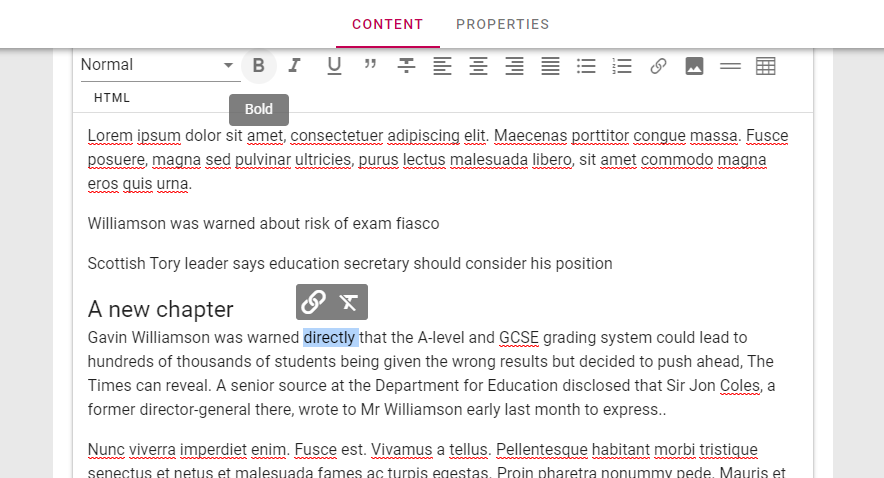 CONTENT PROPERTIES
Normal
HTML
Bold
Lorem ipsum dolor sit amet, consectetuer adipiscing elit. Maecenas porttitor congue massa. Fusce
posuere, magna sed pulvinar ultricies, purus lectus malesuada libero, sit amet commodo magna
eros quis urna.
Williamson was warned about risk of exam fiasco
Scottish Tory leader says education secretary should consider his position
A new chapter
Gavin Williamson was warned directly that the A-level and GCSE grading system could lead to
hundreds of thousands of students being given the wrong results but decided to push ahead, The
Times can reveal. A senior source at the Department for Education disclosed that Sir Jon Coles, a
former director-general there, wrote to Mr Williamson early last month to express..
Nunc viverra imperdiet enim. Fusce est. Vivamus a tellus. Pellentesque habitant morbi tristique
senectus et netus et malesuada fames ac turpis egestas. Proin pharetra nonummy pede. Mauris et